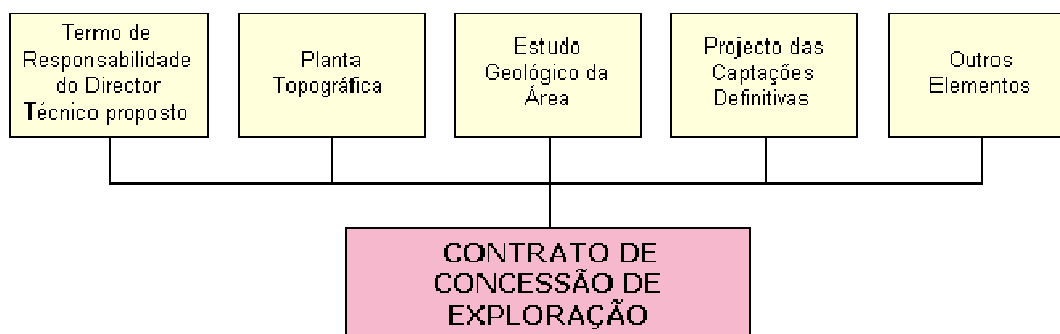 Termo de
Responsabilidade
do Director
Técnico proposto
Planta
Topográfica
Estudo
Geológico da
Área
Projecto das
Captações
Definitivas
Outros
Elementos
CONTRATO DE
CONCESSÃO DE
EXPLORAÇÃO